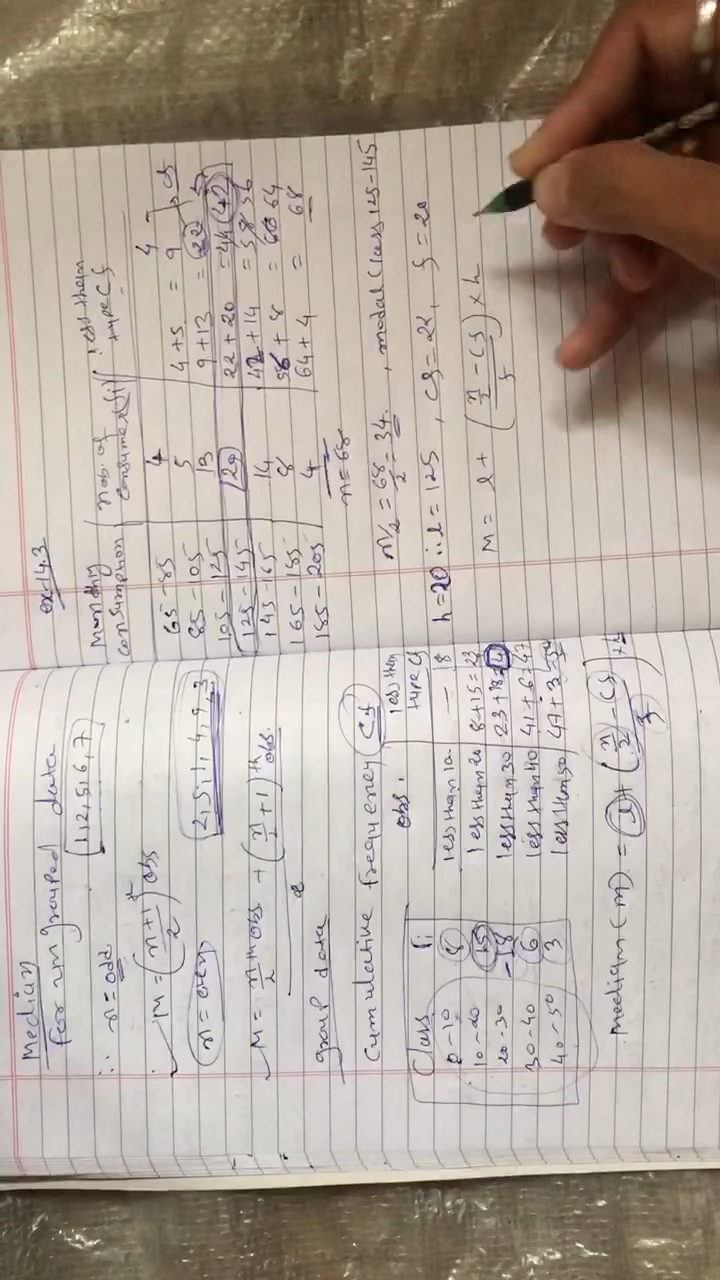 Median
for un grouped data
∴ n = odd 1,2,5,6,7
M = (n+1/2)th obs
n = even 2,5,1,4,9,3
M = n/2 th obs. + (n/2 + 1)th obs.
2
group data
Cumulative frequency Cf
Class fi obs. less than type Cf
0-10 8 less than 10 — 8
10-20 15 less than 20 8+15=23
20-30 18 less than 30 23+18=41
30-40 6 less than 40 41+6=47
40-50 3 less than 50 47+3=50
Median (m) = l + (n/2 - Cf / f) × h
ex-14.3
Monthly consumption nob. of consumer (fi) less them type Cf
65-85 4 4
85-105 5 4+5 = 9 → Cf
105-125 13 9+13 = 22
125-145 20 22+20 = 42
145-165 14 42+14 = 56
165-185 8 56+8 = 64
185-205 4 64+4 = 68
n=68
n/2 = 68/2 = 34. , modal Class 125-145
h=20 ∴ l = 125 , Cf = 22, f = 20
M = l + (n/2 - Cf / f) × h